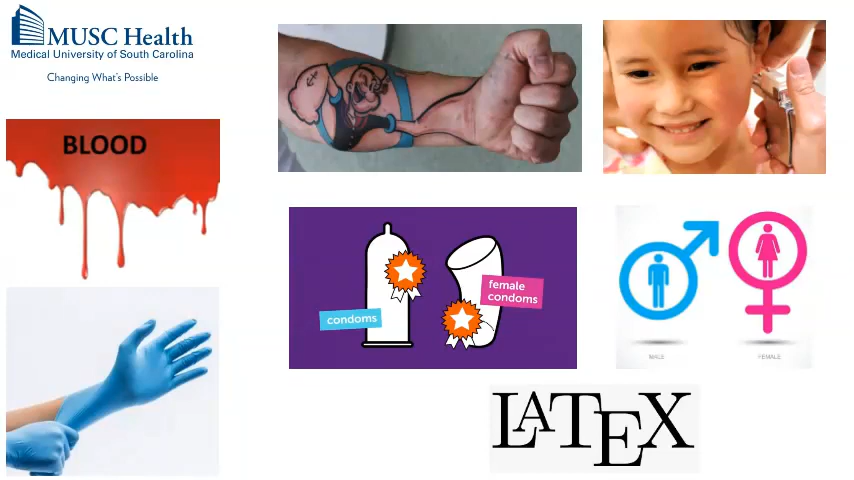 MUSC Health
Medical University of South Carolina
Changing What's Possible
BLOOD
condoms
female
condoms
MALE
FEMALE
LATEX